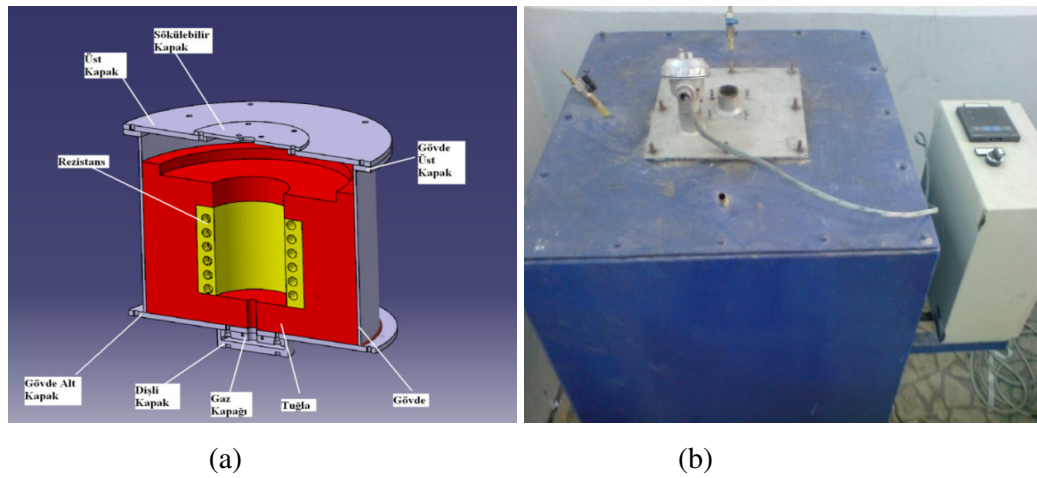 Sökülebilir
Kapak
Üst
Kapak
Rezistans
Gövde
Üst
Kapak
Gövde Alt
Kapak
Dişli
Kapak
Gaz
Kapağı
Tuğla
Gövde
(a)
(b)